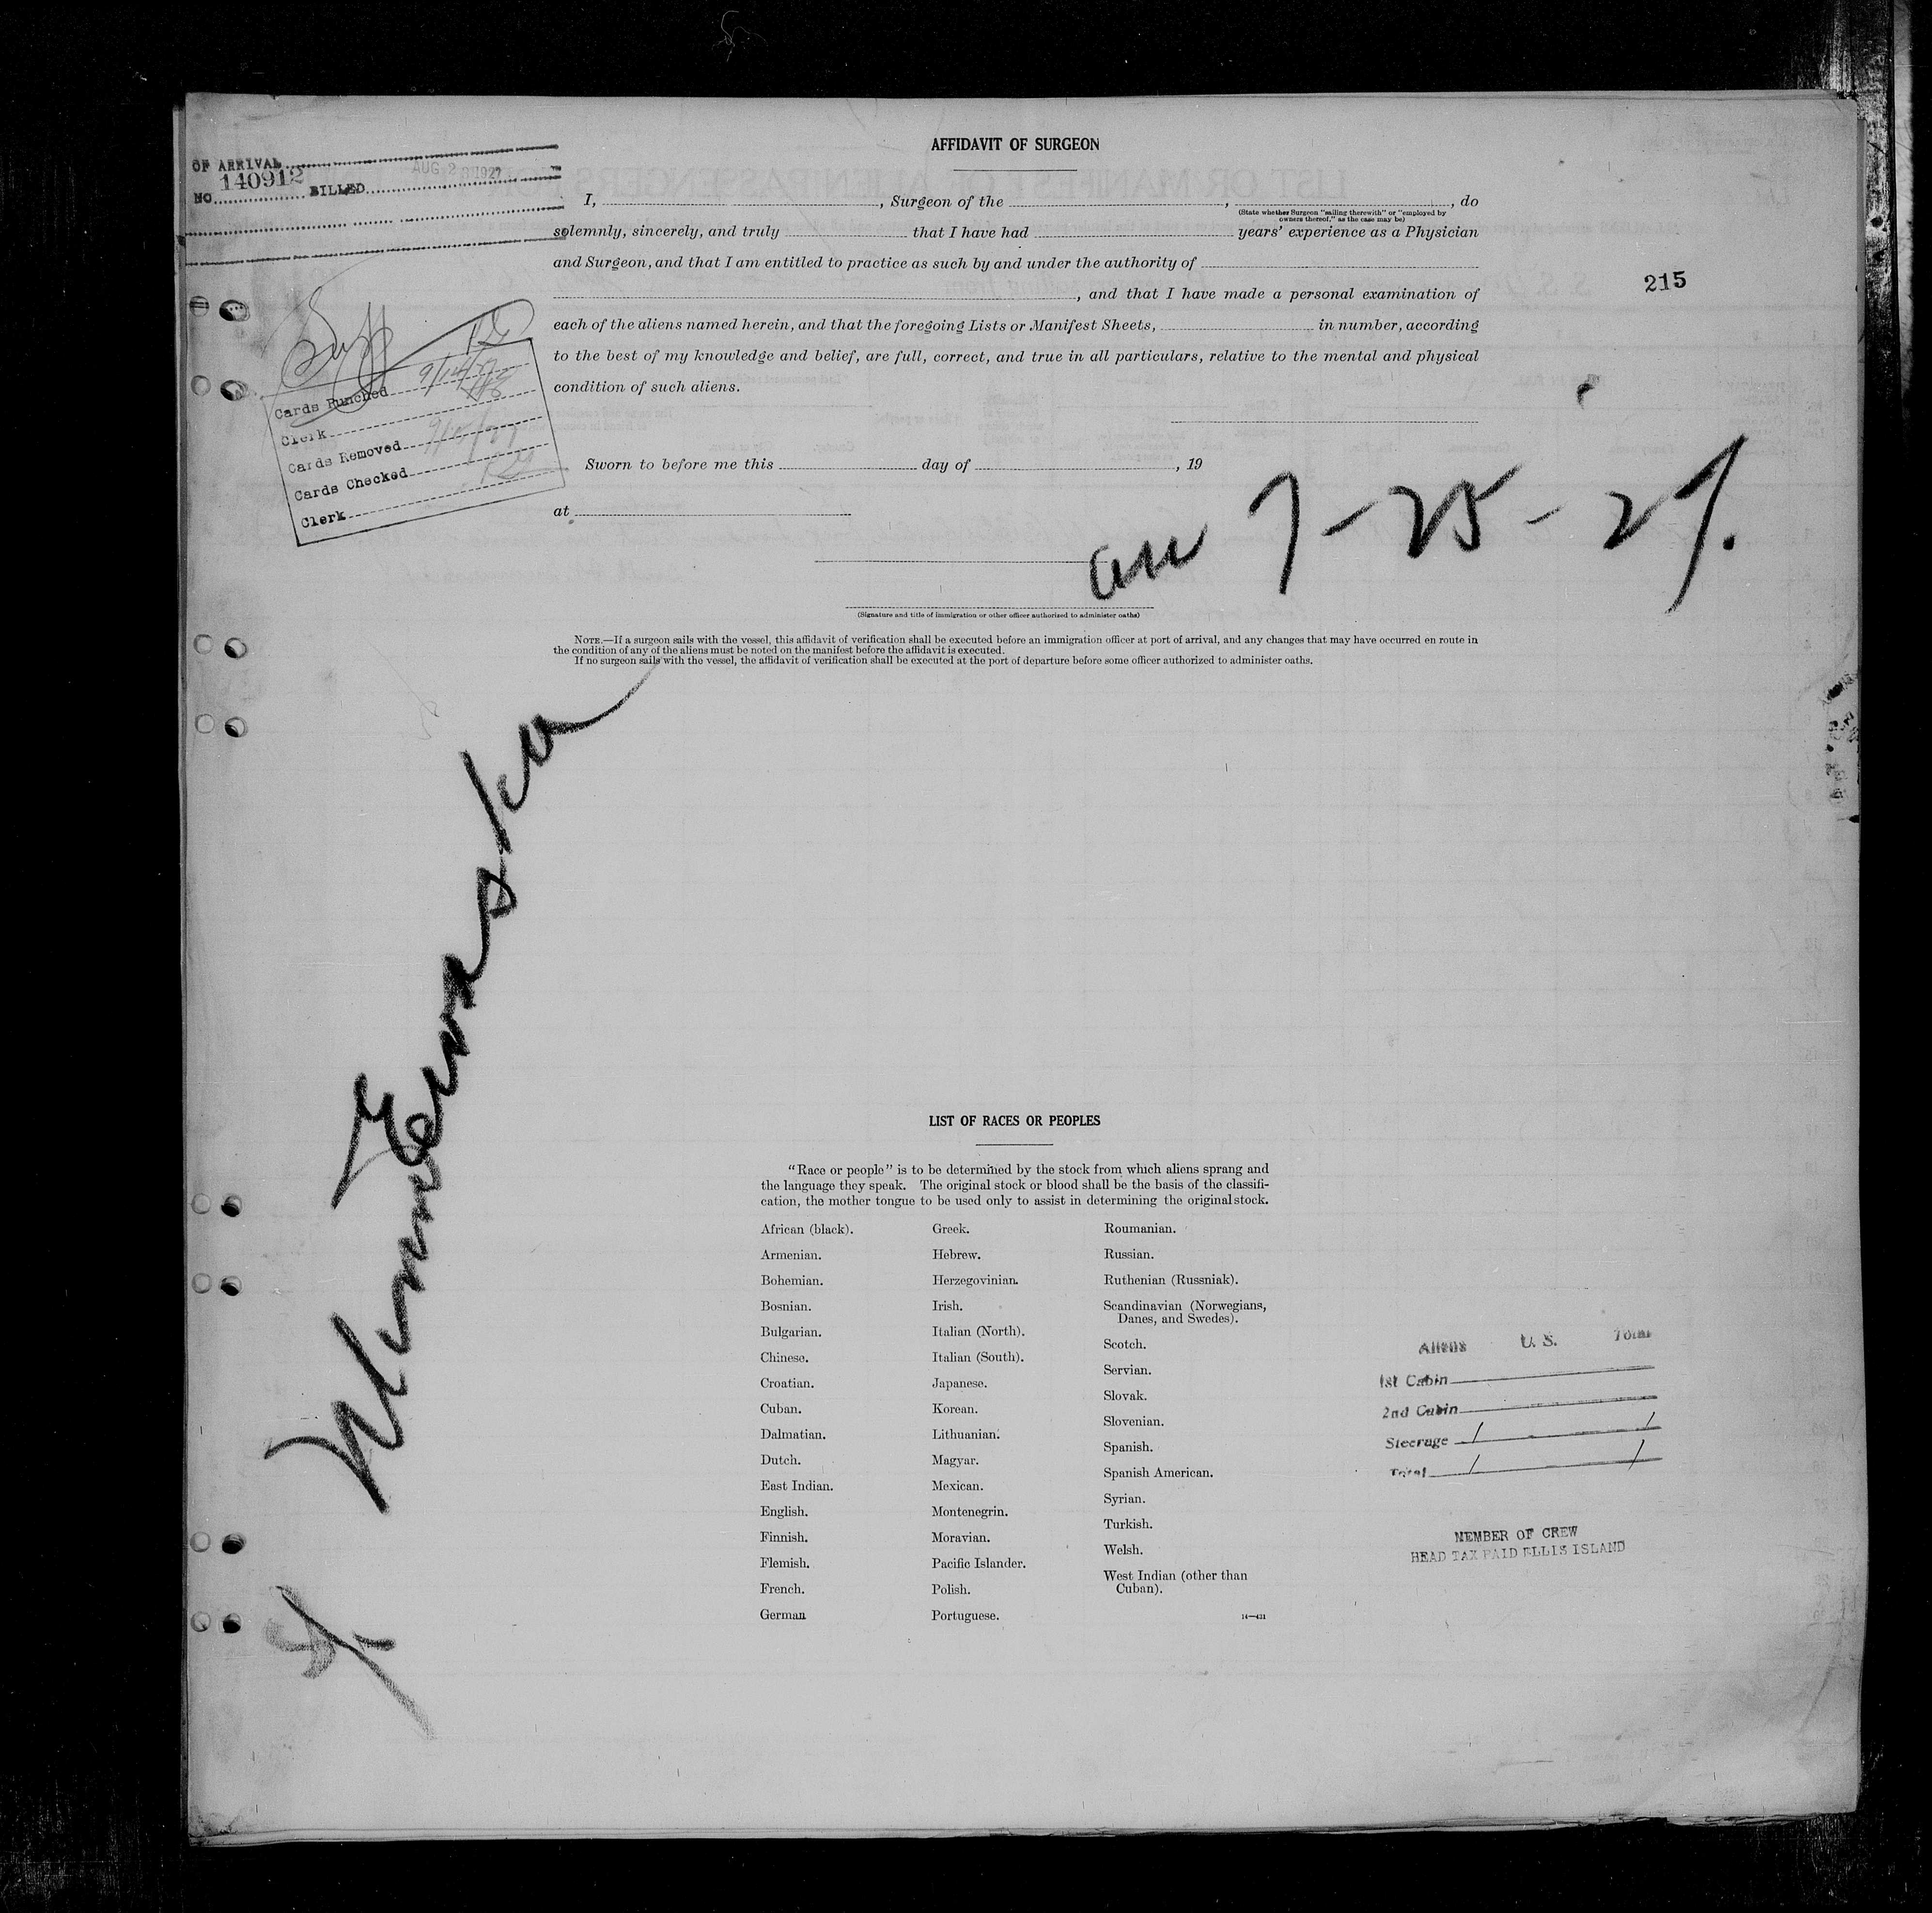 AFFIDAVIT OF SURGEON
OF ARRIVAL
NO 140912 BILLED AUG 2 1927
I, , Surgeon of the , , do
(State whether Surgeon "sailing therewith" or "employed by
owners thereof," as the case may be)
solemnly, sincerely, and truly that I have had years' experience as a Physician
and Surgeon, and that I am entitled to practice as such by and under the authority of
, and that I have made a personal examination of
215
each of the aliens named herein, and that the foregoing Lists or Manifest Sheets, in number, according
to the best of my knowledge and belief, are full, correct, and true in all particulars, relative to the mental and physical
condition of such aliens.
Cards Punched
Clerk
Cards Removed
Cards Checked
Clerk
Sworn to before me this day of , 19
at
arr 7-25-27.
(Signature and title of immigration or other officer authorized to administer oaths)
NOTE.—If a surgeon sails with the vessel, this affidavit of verification shall be executed before an immigration officer at port of arrival, and any changes that may have occurred en route in
the condition of any of the aliens must be noted on the manifest before the affidavit is executed.
If no surgeon sails with the vessel, the affidavit of verification shall be executed at the port of departure before some officer authorized to administer oaths.
LIST OF RACES OR PEOPLES
"Race or people" is to be determined by the stock from which aliens sprang and
the language they speak. The original stock or blood shall be the basis of the classifi-
cation, the mother tongue to be used only to assist in determining the original stock.
African (black).
Armenian.
Bohemian.
Bosnian.
Bulgarian.
Chinese.
Croatian.
Cuban.
Dalmatian.
Dutch.
East Indian.
English.
Finnish.
Flemish.
French.
German
Greek.
Hebrew.
Herzegovinian.
Irish.
Italian (North).
Italian (South).
Japanese.
Korean.
Lithuanian.
Magyar.
Mexican.
Montenegrin.
Moravian.
Pacific Islander.
Polish.
Portuguese.
Roumanian.
Russian.
Ruthenian (Russniak).
Scandinavian (Norwegians,
Danes, and Swedes).
Scotch.
Servian.
Slovak.
Slovenian.
Spanish.
Spanish American.
Syrian.
Turkish.
Welsh.
West Indian (other than
Cuban).
14—431
Aliens U. S. Total
1st Cabin
2nd Cabin
Steerage 1 1
Total 1 1
MEMBER OF CREW
HEAD TAX PAID ELLIS ISLAND